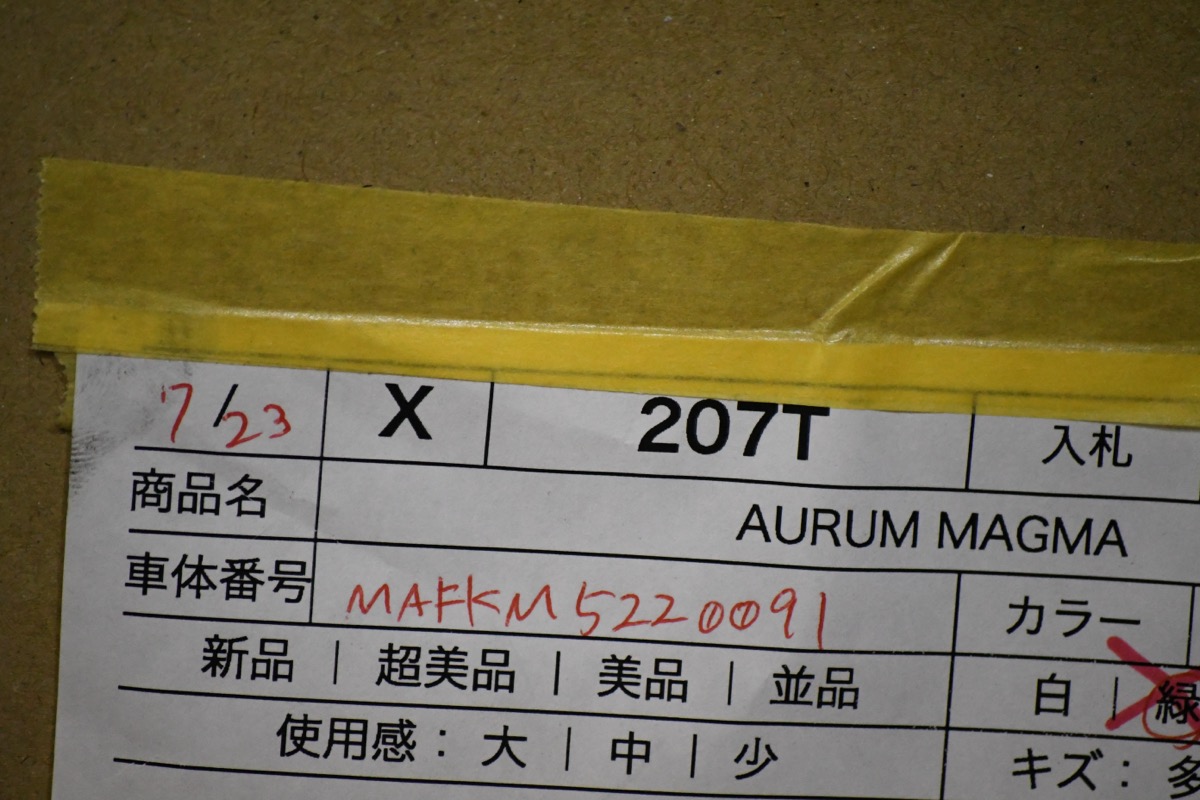 7/23 X 207T 入札
商品名 AURUM MAGMA
車体番号 MAFKM5220091 カラー
新品 | 超美品 | 美品 | 並品 白 | 緑
使用感： 大 | 中 | 少 キズ： 多